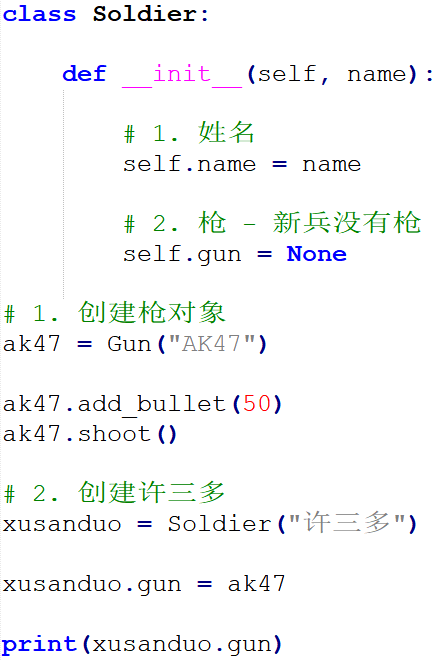 class Soldier:
def __init__(self, name):
# 1. 姓名
self.name = name
# 2. 枪 - 新兵没有枪
self.gun = None
# 1. 创建枪对象
ak47 = Gun("AK47")
ak47.add_bullet(50)
ak47.shoot()
# 2. 创建许三多
xusanduo = Soldier("许三多")
xusanduo.gun = ak47
print(xusanduo.gun)